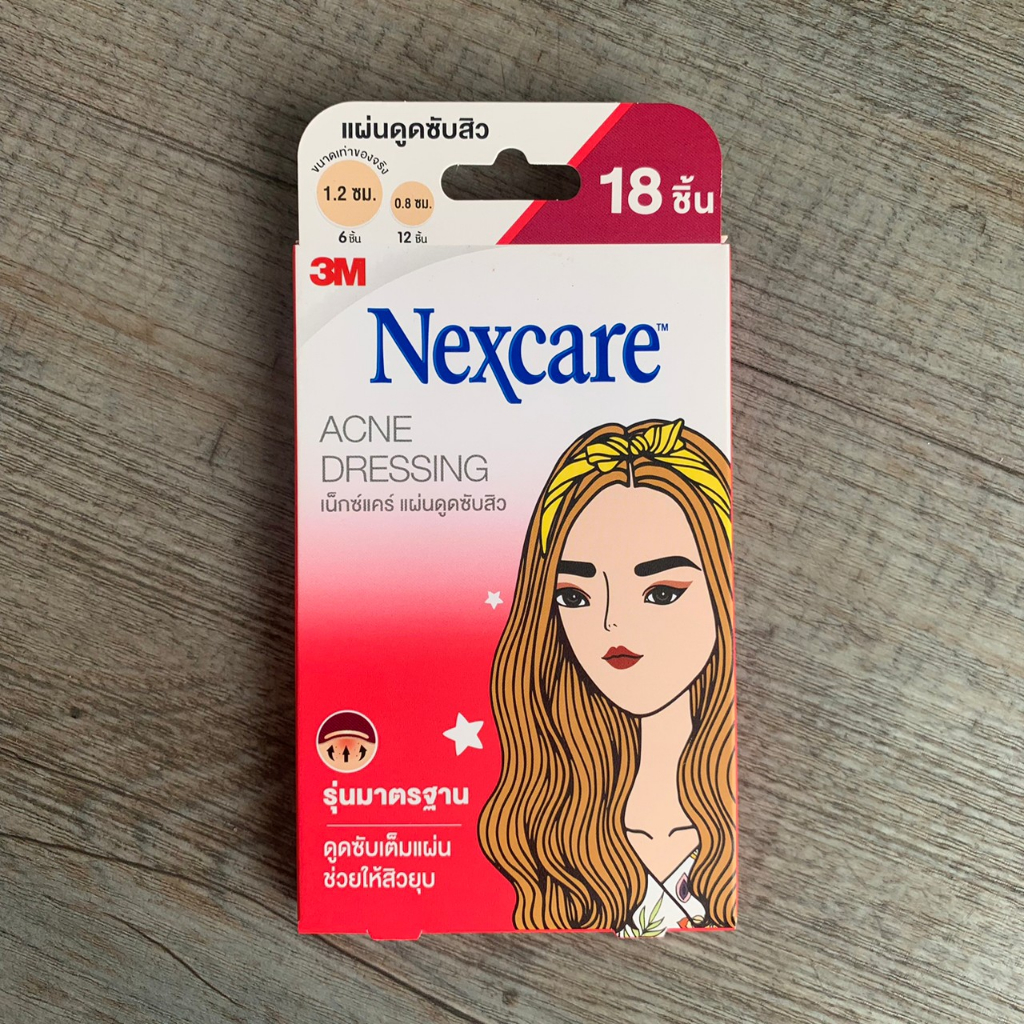 แผ่นดูดซับสิว
ขนาดเท่าของจริง
1.2 ซม.
0.8 ซม.
6 ชิ้น
12 ชิ้น
18 ชิ้น
3M
Nexcare™
ACNE
DRESSING
เน็กซ์แคร์ แผ่นดูดซับสิว
รุ่นมาตรฐาน
ดูดซับเต็มแผ่น
ช่วยให้สิวยุบ